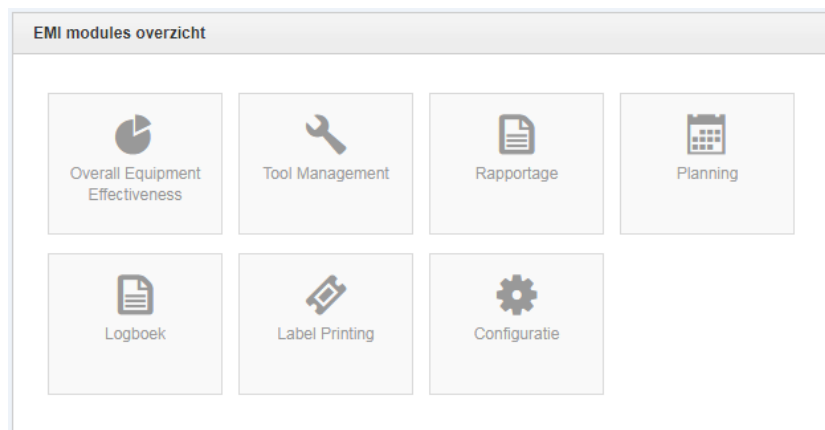 EMI modules overzicht
Overall Equipment
Effectiveness
Tool Management
Rapportage
Planning
Logboek
Label Printing
Configuratie